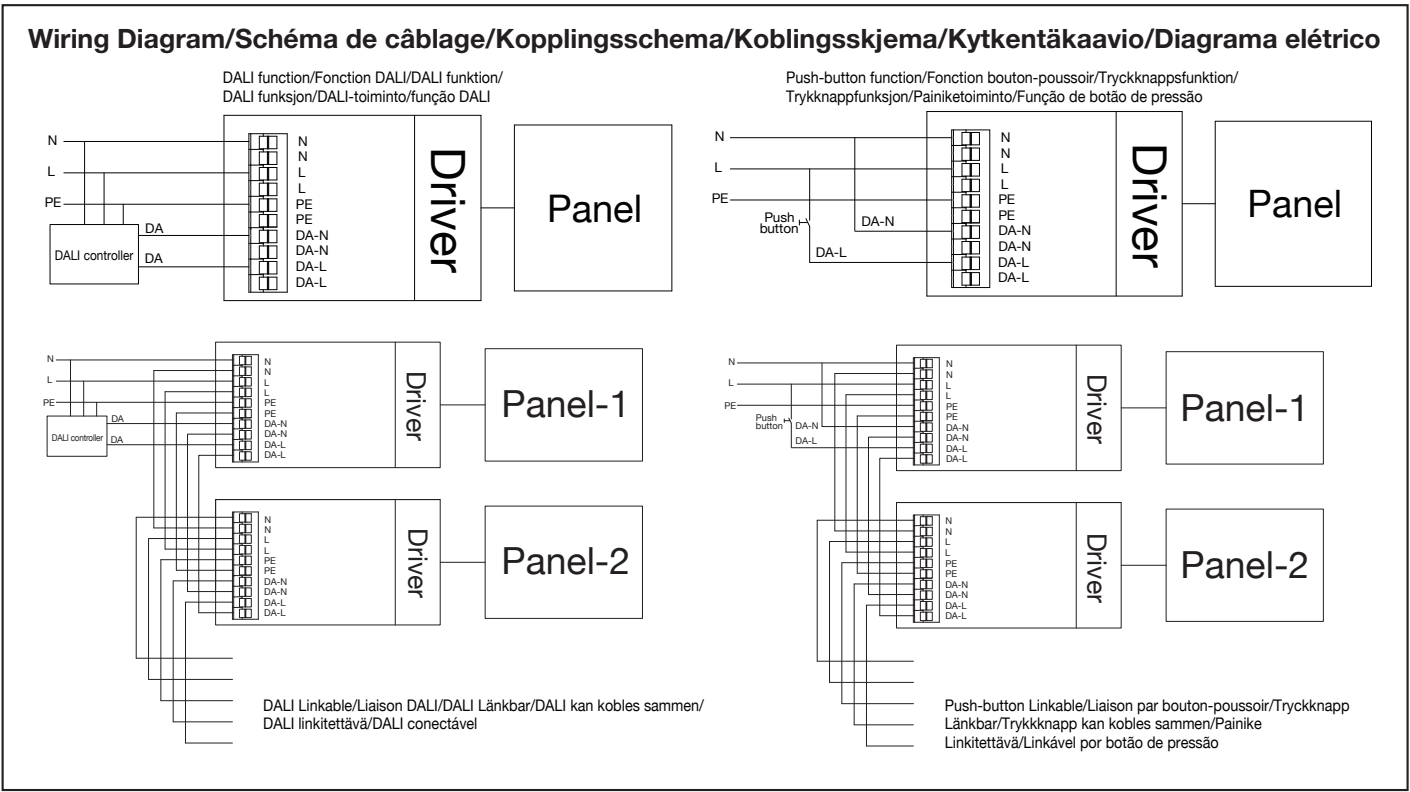 Wiring Diagram/Schéma de câblage/Kopplingsschema/Koblingsskjema/Kytkentäkaavio/Diagrama elétrico
DALI function/Fonction DALI/DALI funktion/
DALI funksjon/DALI-toiminto/função DALI
N
L
PE
DALI controller
DA
DA
N
N
L
L
PE
PE
DA-N
DA-N
DA-L
DA-L
Driver
Panel
Push-button function/Fonction bouton-poussoir/Tryckknappsfunktion/
Trykknappfunksjon/Painiketoiminto/Função de botão de pressão
N
L
PE
Push
button
DA-N
DA-L
N
N
L
L
PE
PE
DA-N
DA-N
DA-L
DA-L
Driver
Panel
N
L
PE
DALI controller
DA
DA
N
N
L
L
PE
PE
DA-N
DA-N
DA-L
DA-L
Driver
Panel-1
N
N
L
L
PE
PE
DA-N
DA-N
DA-L
DA-L
Driver
Panel-2
DALI Linkable/Liaison DALI/DALI Länkbar/DALI kan kobles sammen/
DALI linkitettävä/DALI conectável
N
L
PE
Push
button
DA-N
DA-L
N
N
L
L
PE
PE
DA-N
DA-N
DA-L
DA-L
Driver
Panel-1
N
N
L
L
PE
PE
DA-N
DA-N
DA-L
DA-L
Driver
Panel-2
Push-button Linkable/Liaison par bouton-poussoir/Tryckknapp
Länkbar/Trykkknapp kan kobles sammen/Painike
Linkitettävä/Linkável por botão de pressão